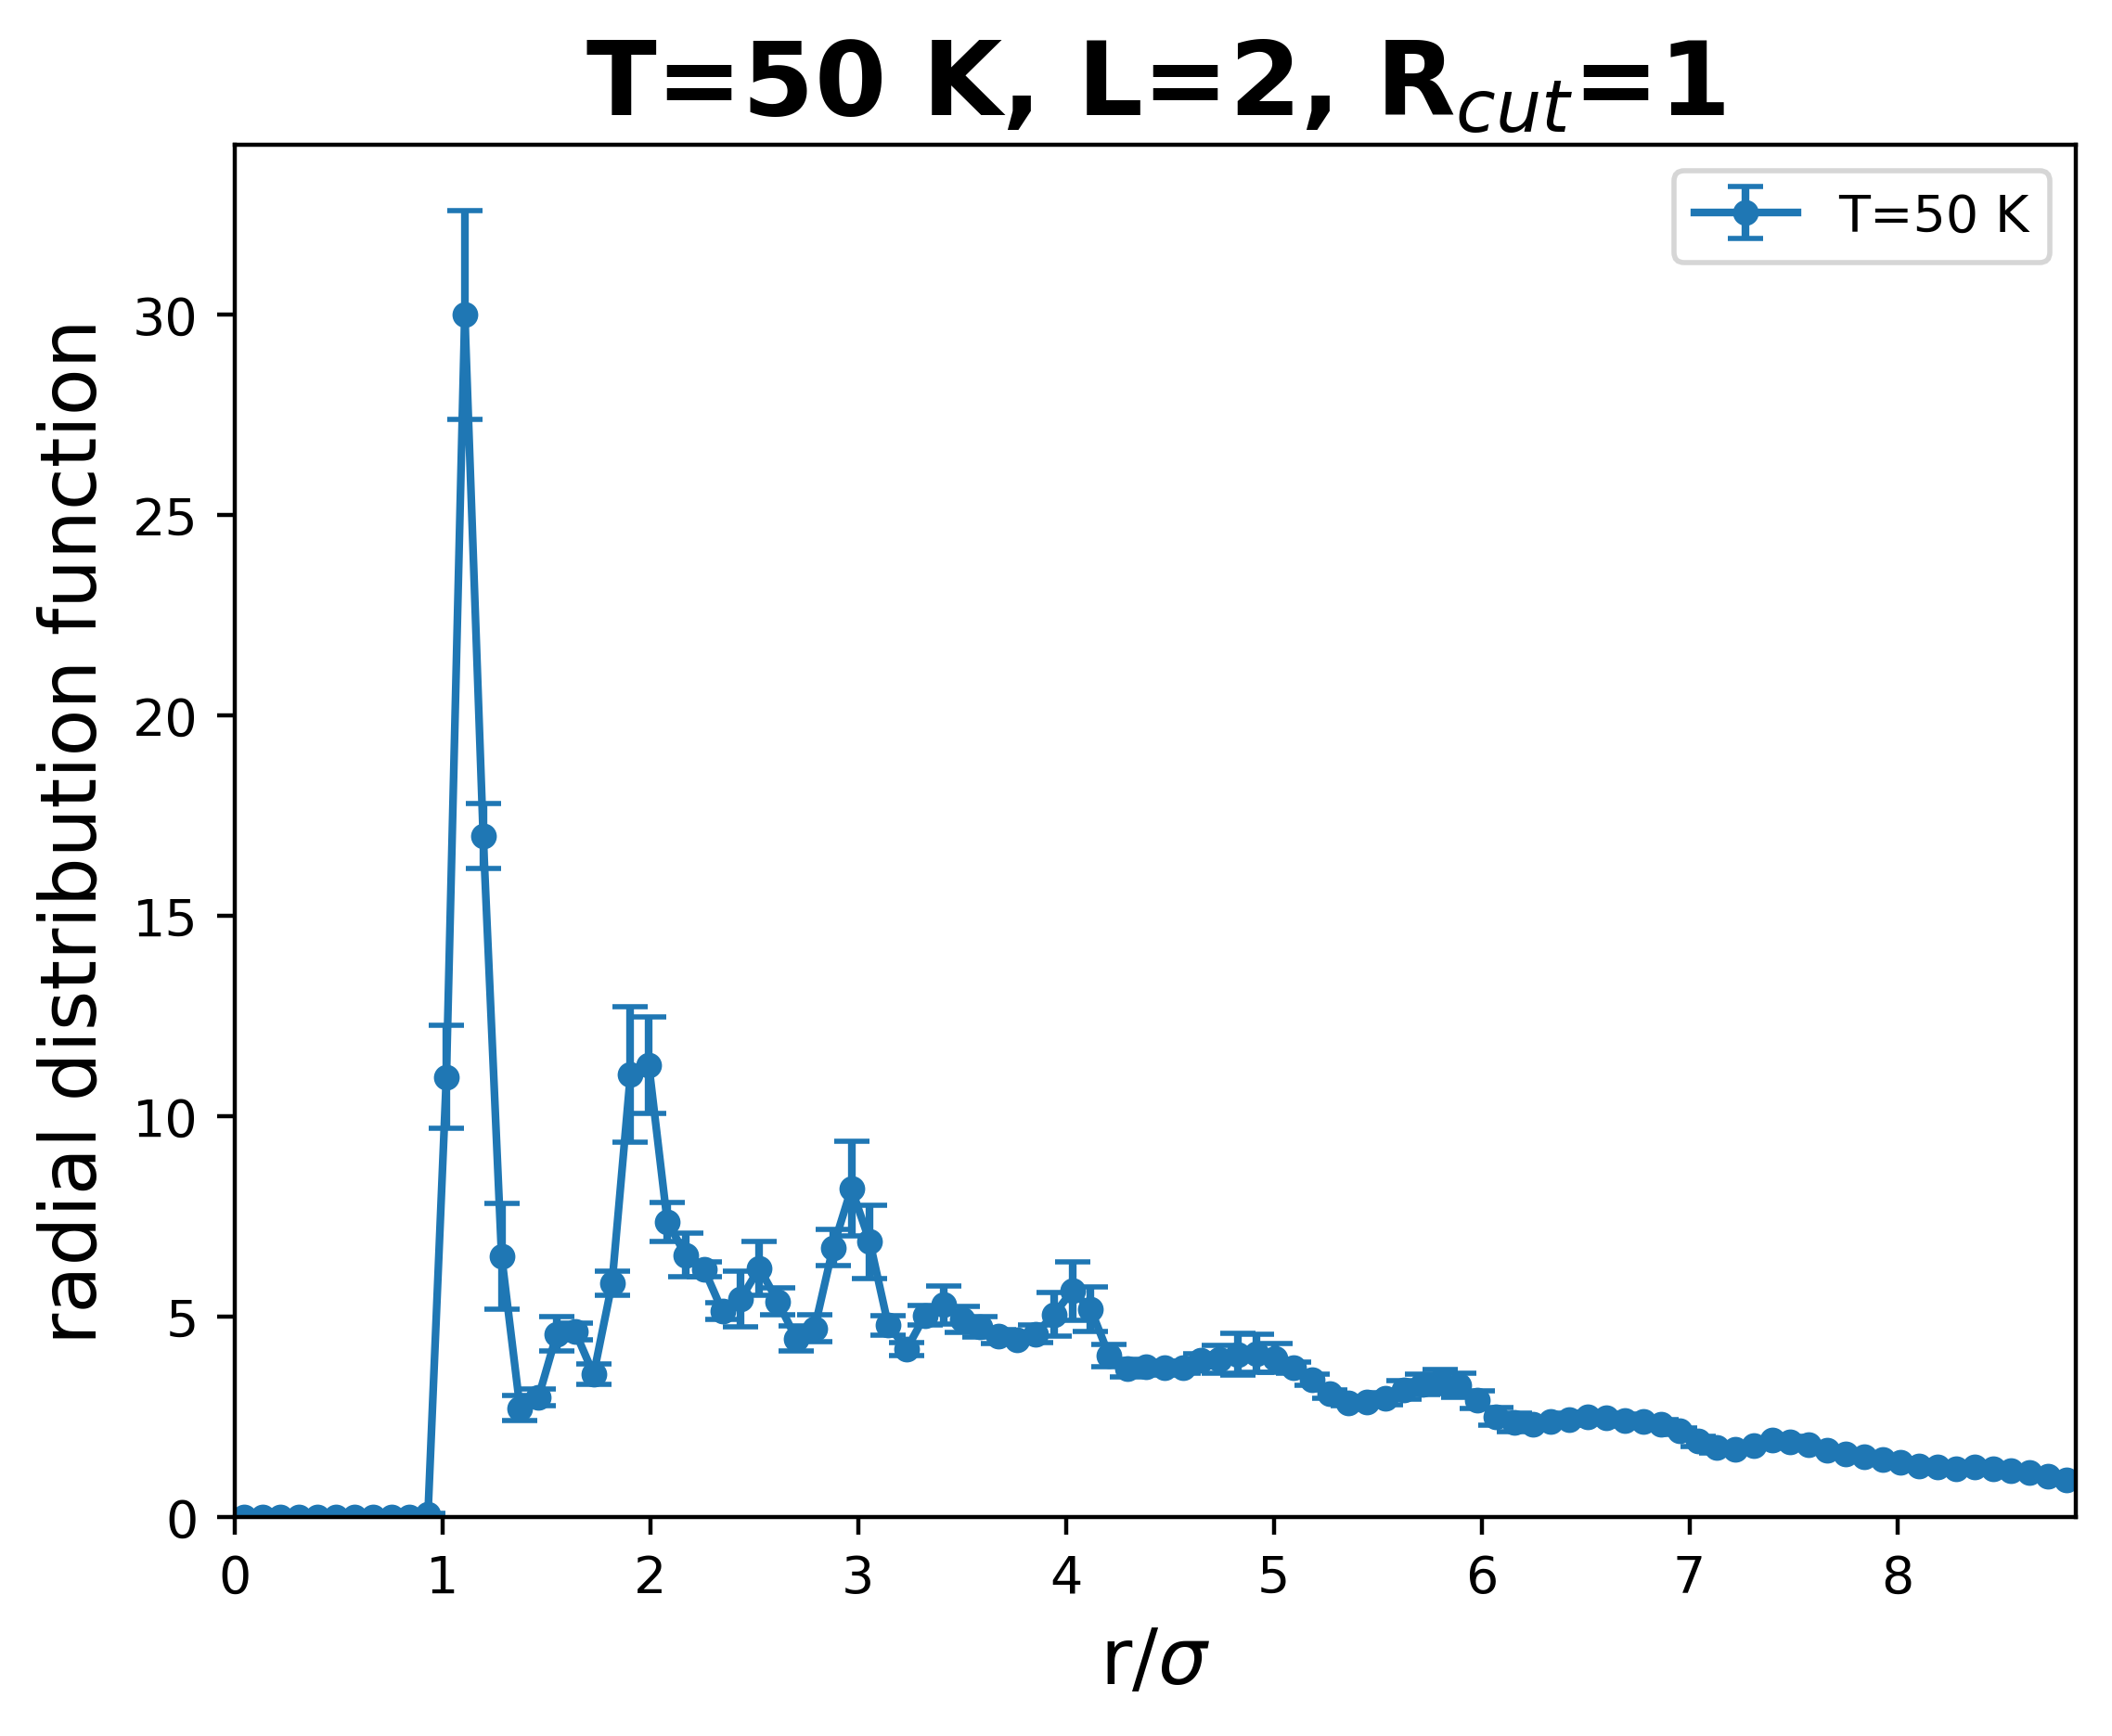 T=50 K, L=2, R_cut=1
T=50 K
radial distribution function
30
25
20
15
10
5
0
0 1 2 3 4 5 6 7 8
r/σ